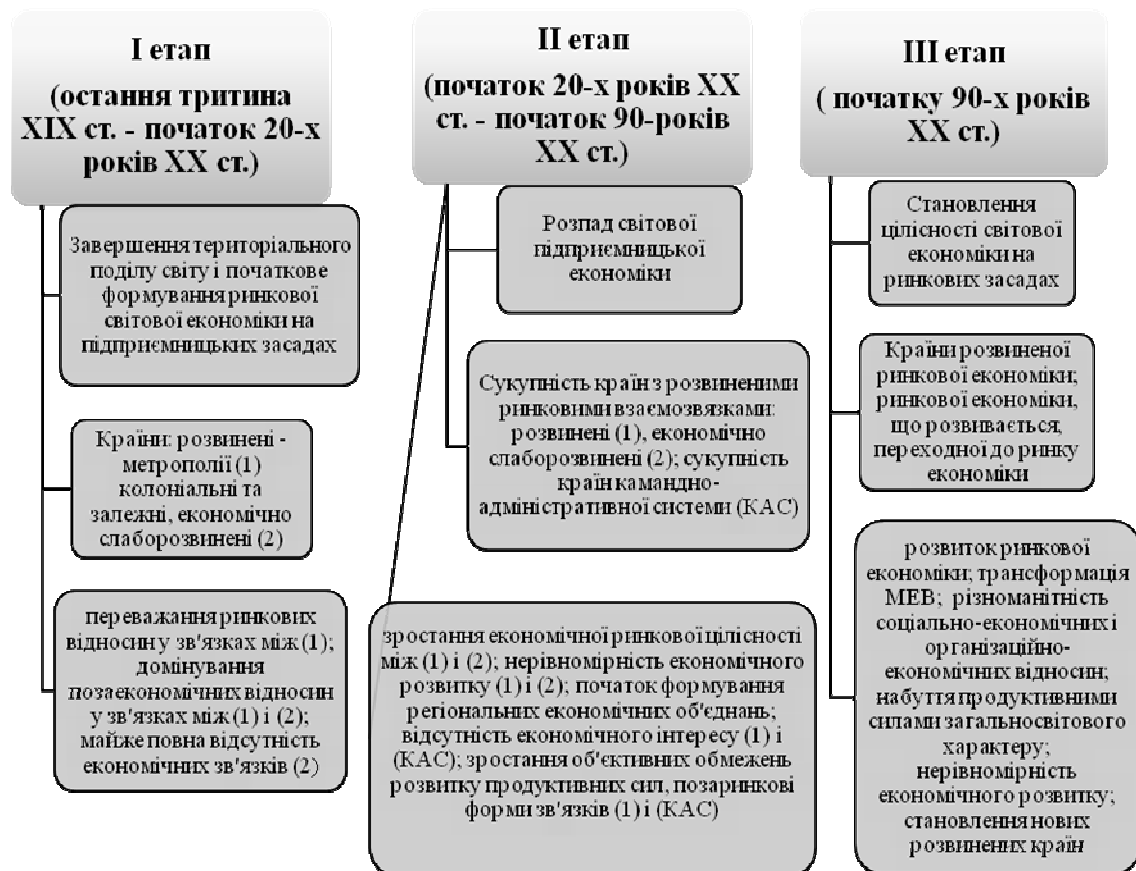 І етап
(остання тритина
ХІХ ст. - початок 20-х
років ХХ ст.)
Завершення територіального
поділу світу і початкове
формування ринкової
світової економіки на
підприємницьких засадах
Країни: розвинені -
метрополії (1)
колоніальні та
залежні, економічно
слаборозвинені (2)
переважання ринкових
відносин у зв'язках між (1);
домінування
позаекономічних відносин
у зв'язках між (1) і (2);
майже повна відсутність
економічних зв'язків (2)
ІІ етап
(початок 20-х років ХХ
ст. - початок 90-років
ХХ ст.)
Розпад світової
підприємницької
економіки
Сукупність країн з розвиненими
ринковими взаємозвязками:
розвинені (1), економічно
слаборозвинені (2); сукупність
країн камандно-
адміністративної системи (КАС)
зростання економічної ринкової цілісності
між (1) і (2); нерівномірність економічного
розвитку (1) і (2); початок формування
регіональних економічних об'єднань;
відсутність економічного інтересу (1) і
(КАС); зростання об'єктивних обмежень
розвитку продуктивних сил, позаринкові
форми зв'язків (1) і (КАС)
ІІІ етап
( початку 90-х років
ХХ ст.)
Становлення
цілісності світової
економіки на
ринкових засадах
Країни розвиненої
ринкової економіки;
ринкової економіки,
що розвивається;
переходної до ринку
економіки
розвиток ринкової
економіки; трансформація
МЕВ; різноманітність
соціально-економічних і
організаційно-
економічних відносин;
набуття продуктивними
силами загальносвітового
характеру;
нерівномірність
економічного розвитку;
становлення нових
розвинених країн